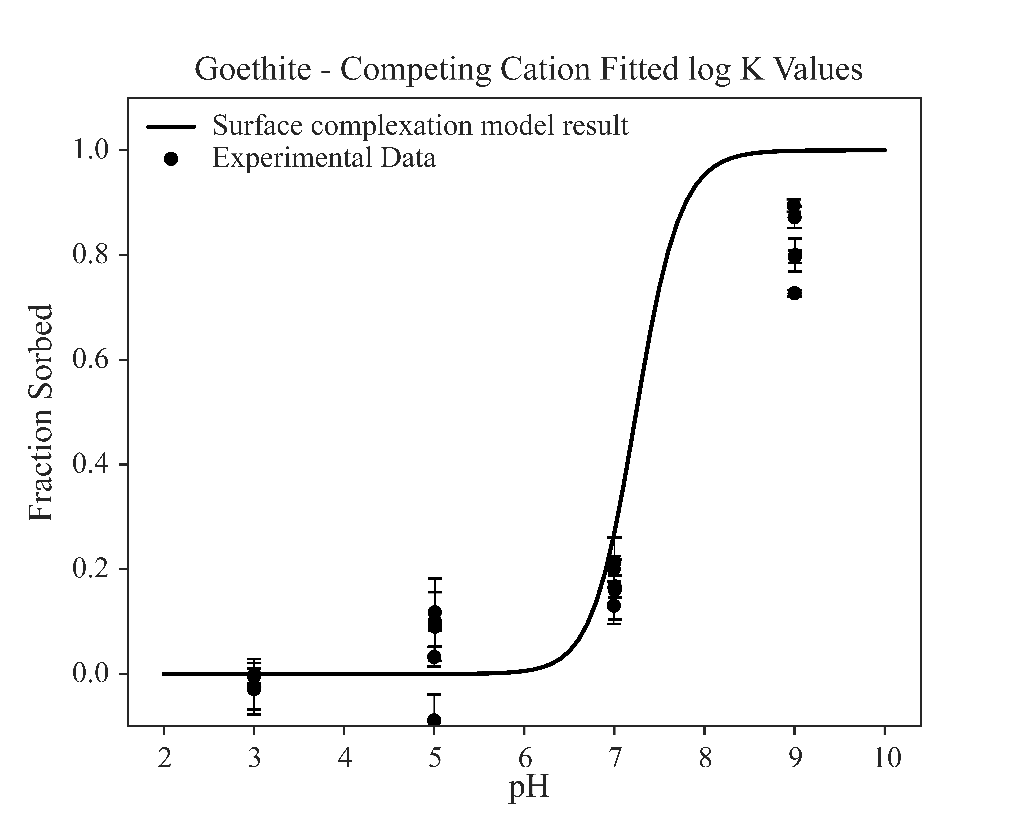 Goethite - Competing Cation Fitted log K Values
Surface complexation model result
Experimental Data
1.0
0.8
0.6
0.4
0.2
0.0
Fraction Sorbed
2 3 4 5 6 7 8 9 10
pH